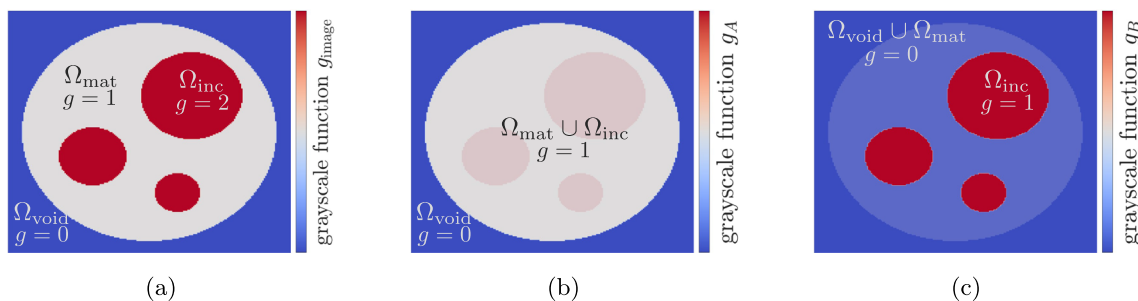 Ω_mat
g = 1
Ω_inc
g = 2
Ω_void
g = 0
grayscale function g_image
(a)
Ω_mat ∪ Ω_inc
g = 1
Ω_void
g = 0
grayscale function g_A
(b)
Ω_void ∪ Ω_mat
g = 0
Ω_inc
g = 1
grayscale function g_B
(c)